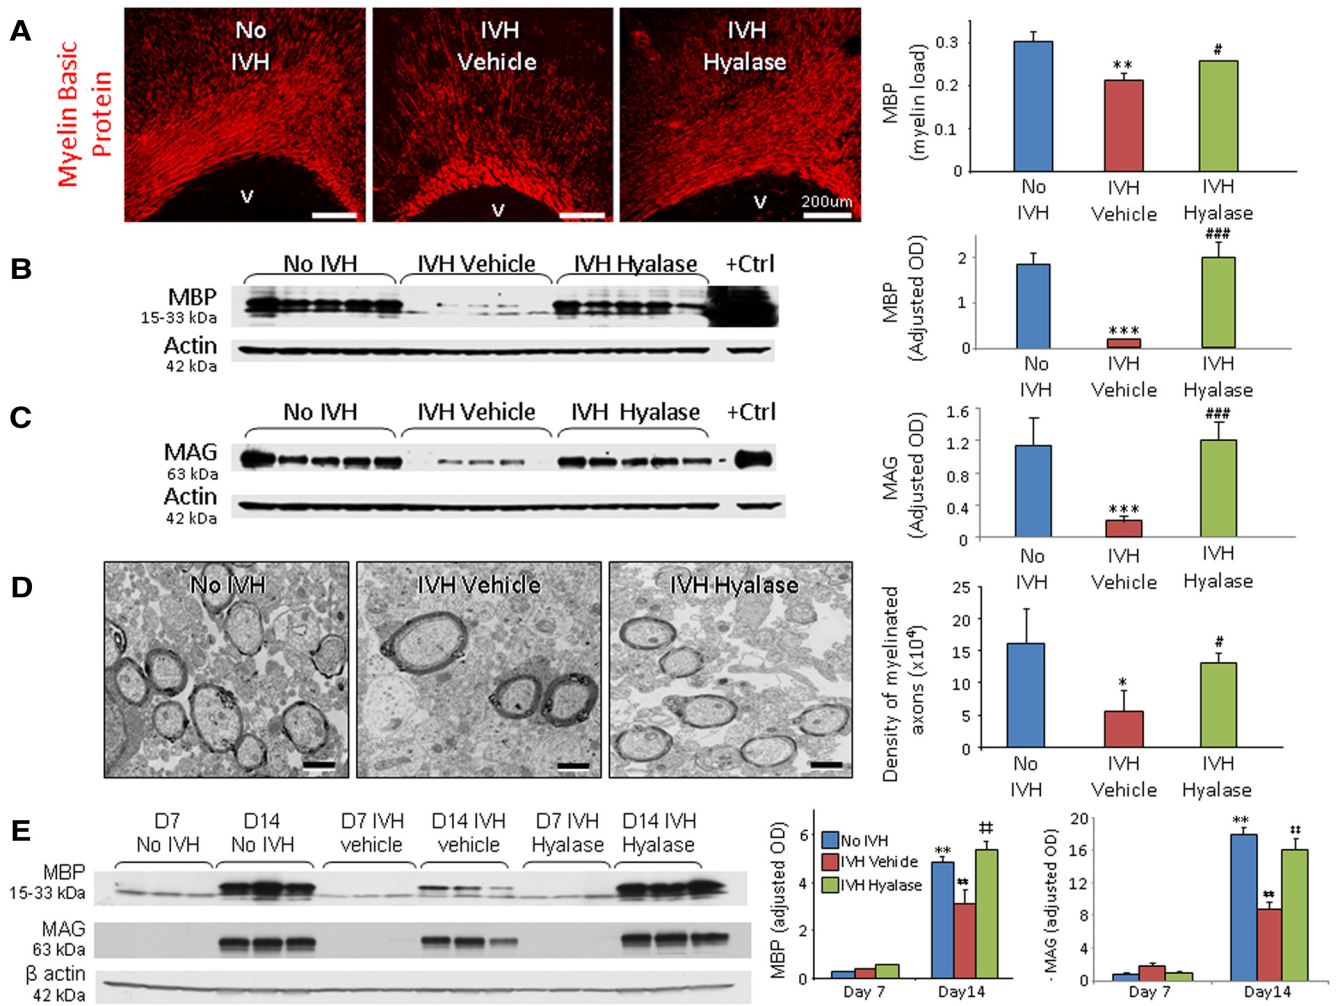 A
Myelin Basic
Protein
No
IVH
V
IVH
Vehicle
V
IVH
Hyalase
V
200um
MBP
(myelin load)
0.3
0.2
0.1
0
**
#
No
IVH
IVH
Vehicle
IVH
Hyalase
B
No IVH
IVH Vehicle
IVH Hyalase
+Ctrl
MBP
15-33 kDa
Actin
42 kDa
MBP
(Adjusted OD)
2
1
0
***
###
No
IVH
IVH
Vehicle
IVH
Hyalase
C
No IVH
IVH Vehicle
IVH Hyalase
+Ctrl
MAG
63 kDa
Actin
42 kDa
MAG
(Adjusted OD)
1.6
1.2
0.8
0.4
0
***
###
No
IVH
IVH
Vehicle
IVH
Hyalase
D
No IVH
IVH Vehicle
IVH Hyalase
Density of myelinated
axons (x10⁴)
25
20
15
10
5
0
*
#
No
IVH
IVH
Vehicle
IVH
Hyalase
E
D7
No IVH
D14
No IVH
D7 IVH
vehicle
D14 IVH
vehicle
D7 IVH
Hyalase
D14 IVH
Hyalase
MBP
15-33 kDa
MAG
63 kDa
β actin
42 kDa
MBP (adjusted OD)
6
4
2
0
No IVH
IVH Vehide
IVH Hyalase
**
‡‡
Day 7
Day14
- MAG (adjusted OD)
20
16
12
8
4
0
**
‡‡
Day 7
Day14